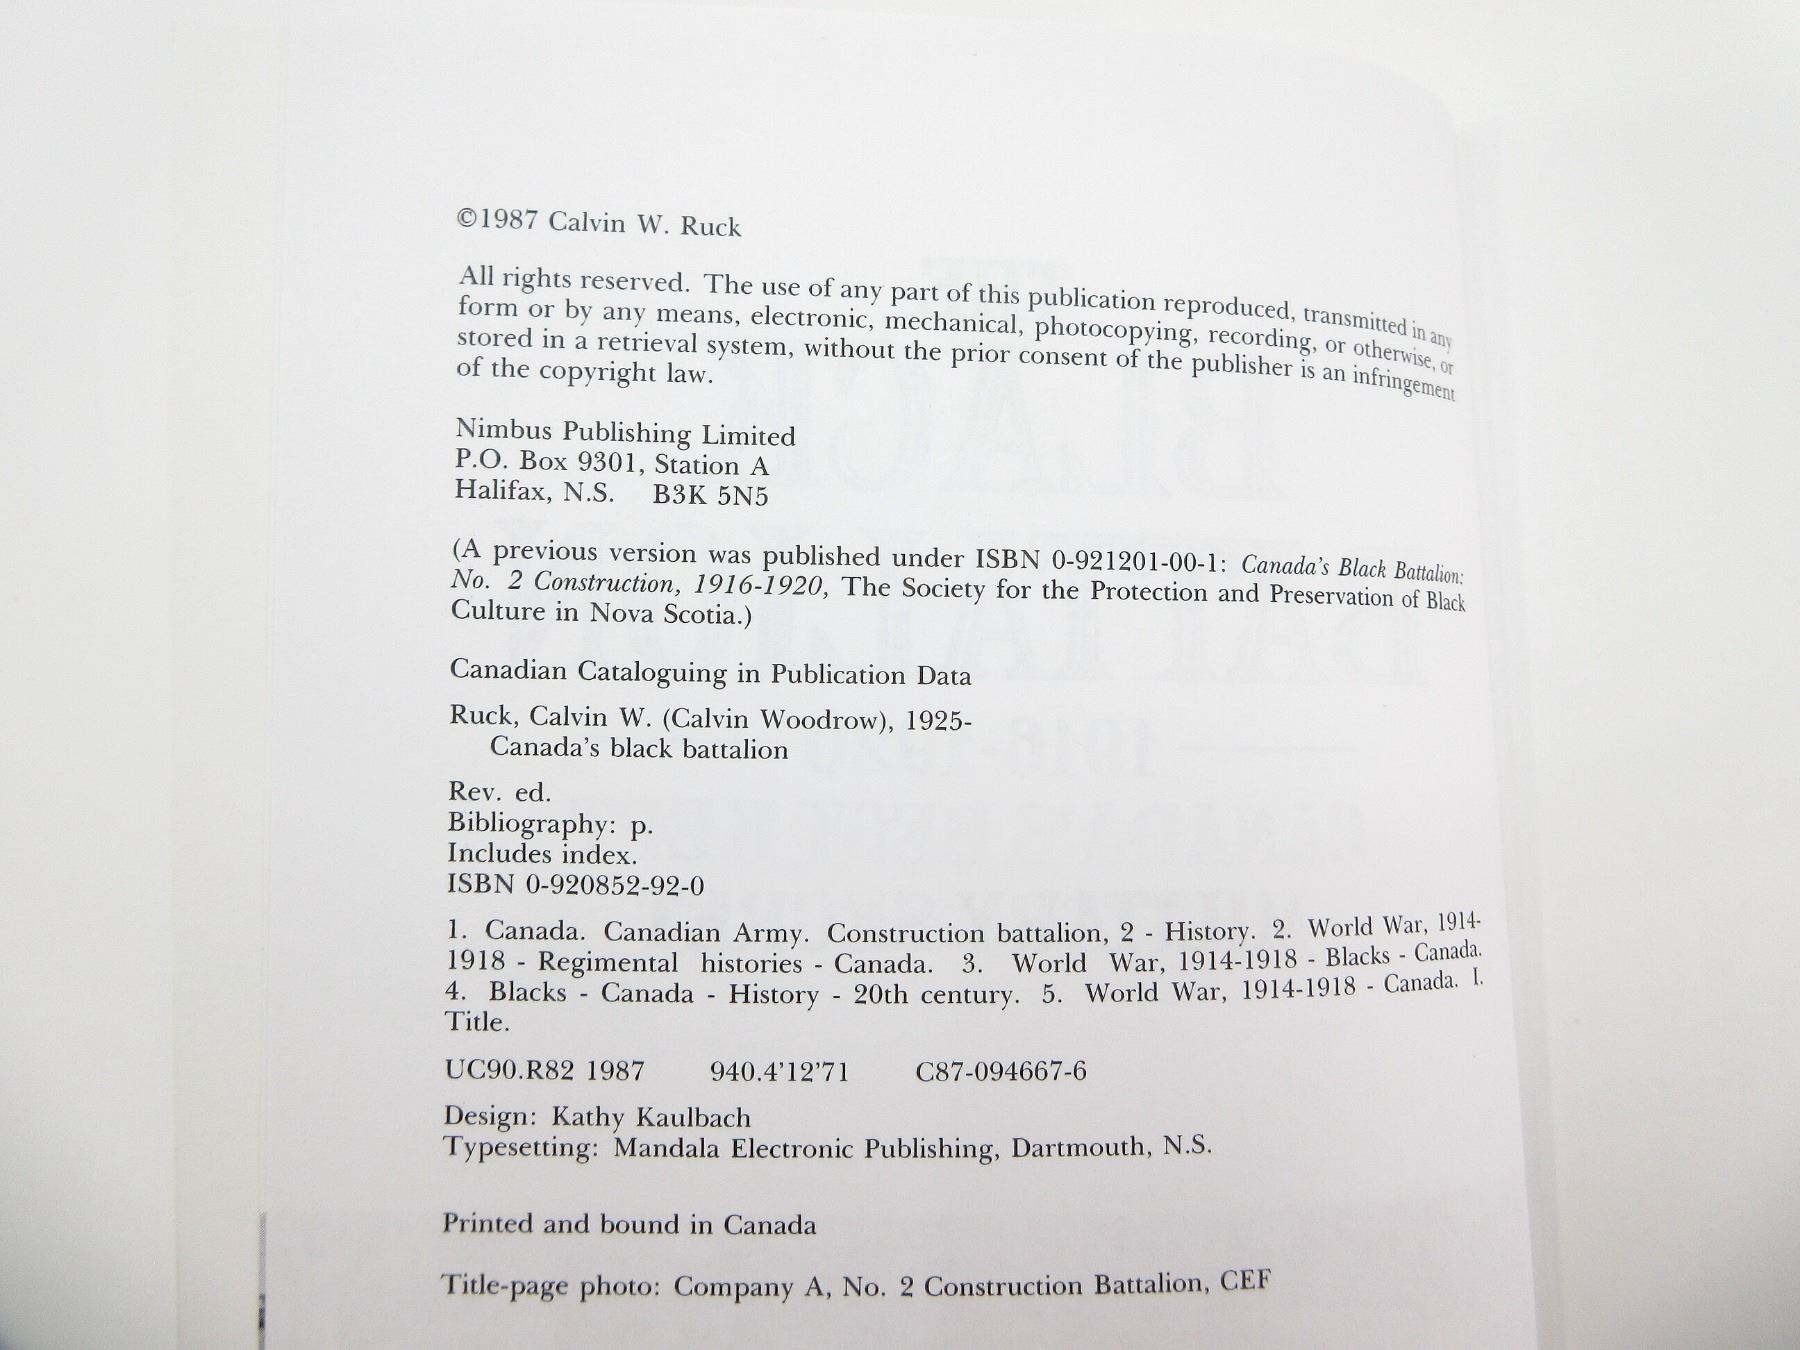 ©1987 Calvin W. Ruck
All rights reserved. The use of any part of this publication reproduced, transmitted in any
form or by any means, electronic, mechanical, photocopying, recording, or otherwise, or
stored in a retrieval system, without the prior consent of the publisher is an infringement
of the copyright law.
Nimbus Publishing Limited
P.O. Box 9301, Station A
Halifax, N.S. B3K 5N5
(A previous version was published under ISBN 0-921201-00-1: Canada's Black Battalion:
No. 2 Construction, 1916-1920, The Society for the Protection and Preservation of Black
Culture in Nova Scotia.)
Canadian Cataloguing in Publication Data
Ruck, Calvin W. (Calvin Woodrow), 1925-
Canada's black battalion
Rev. ed.
Bibliography: p.
Includes index.
ISBN 0-920852-92-0
1. Canada. Canadian Army. Construction battalion, 2 - History. 2. World War, 1914-
1918 - Regimental histories - Canada. 3. World War, 1914-1918 - Blacks - Canada.
4. Blacks - Canada - History - 20th century. 5. World War, 1914-1918 - Canada. I.
Title.
UC90.R82 1987 940.4'12'71 C87-094667-6
Design: Kathy Kaulbach
Typesetting: Mandala Electronic Publishing, Dartmouth, N.S.
Printed and bound in Canada
Title-page photo: Company A, No. 2 Construction Battalion, CEF